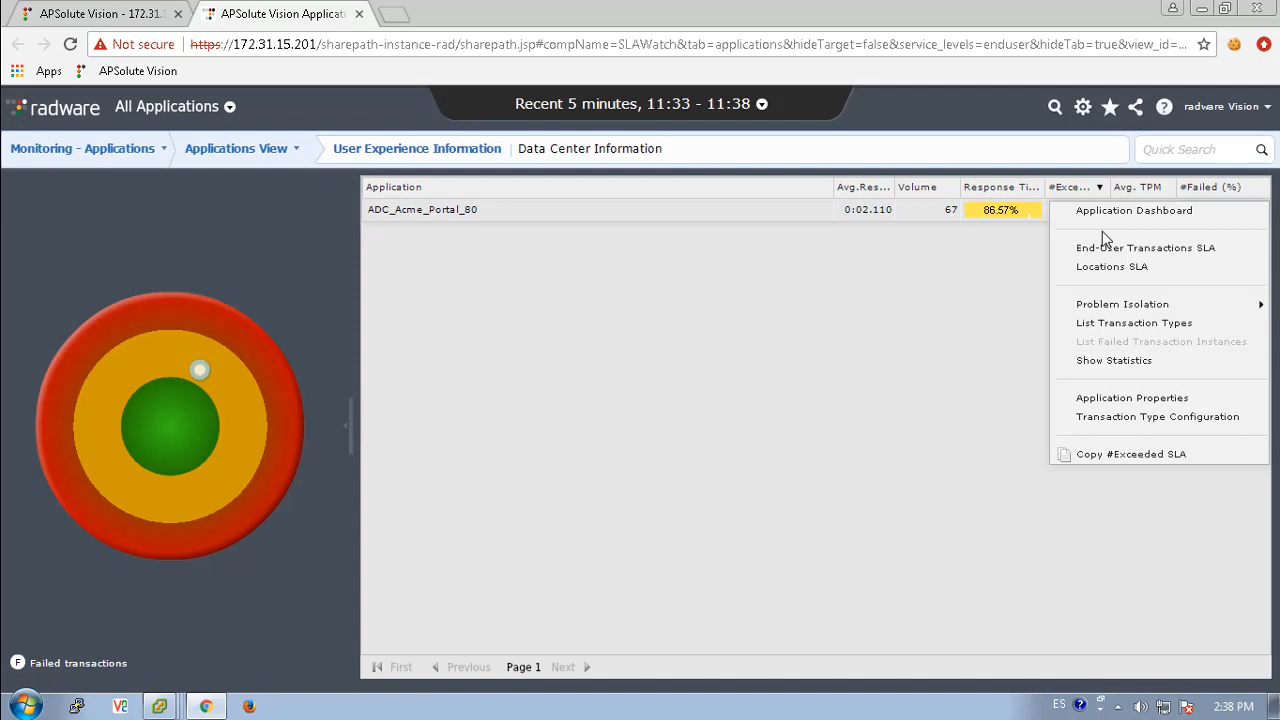 APSolute Vision - 172.31
APSolute Vision Applicat
Not secure https://172.31.15.201/sharepath-instance-rad/sharepath.jsp#compName=SLAWatch&tab=applications&hideTarget=false&service_levels=enduser&hideTab=true&view_id=...
Apps APSolute Vision
radware All Applications Recent 5 minutes, 11:33 - 11:38 radware Vision
Monitoring - Applications Applications View User Experience Information Data Center Information Quick Search
Application Avg.Res... Volume Response Ti... #Exce... Avg. TPM #Failed (%)
ADC_Acme_Portal_80 0:02.110 67 86.57%
Application Dashboard
End-User Transactions SLA
Locations SLA
Problem Isolation
List Transaction Types
List Failed Transaction Instances
Show Statistics
Application Properties
Transaction Type Configuration
Copy #Exceeded SLA
F Failed transactions
First Previous Page 1 Next
ES 2:38 PM